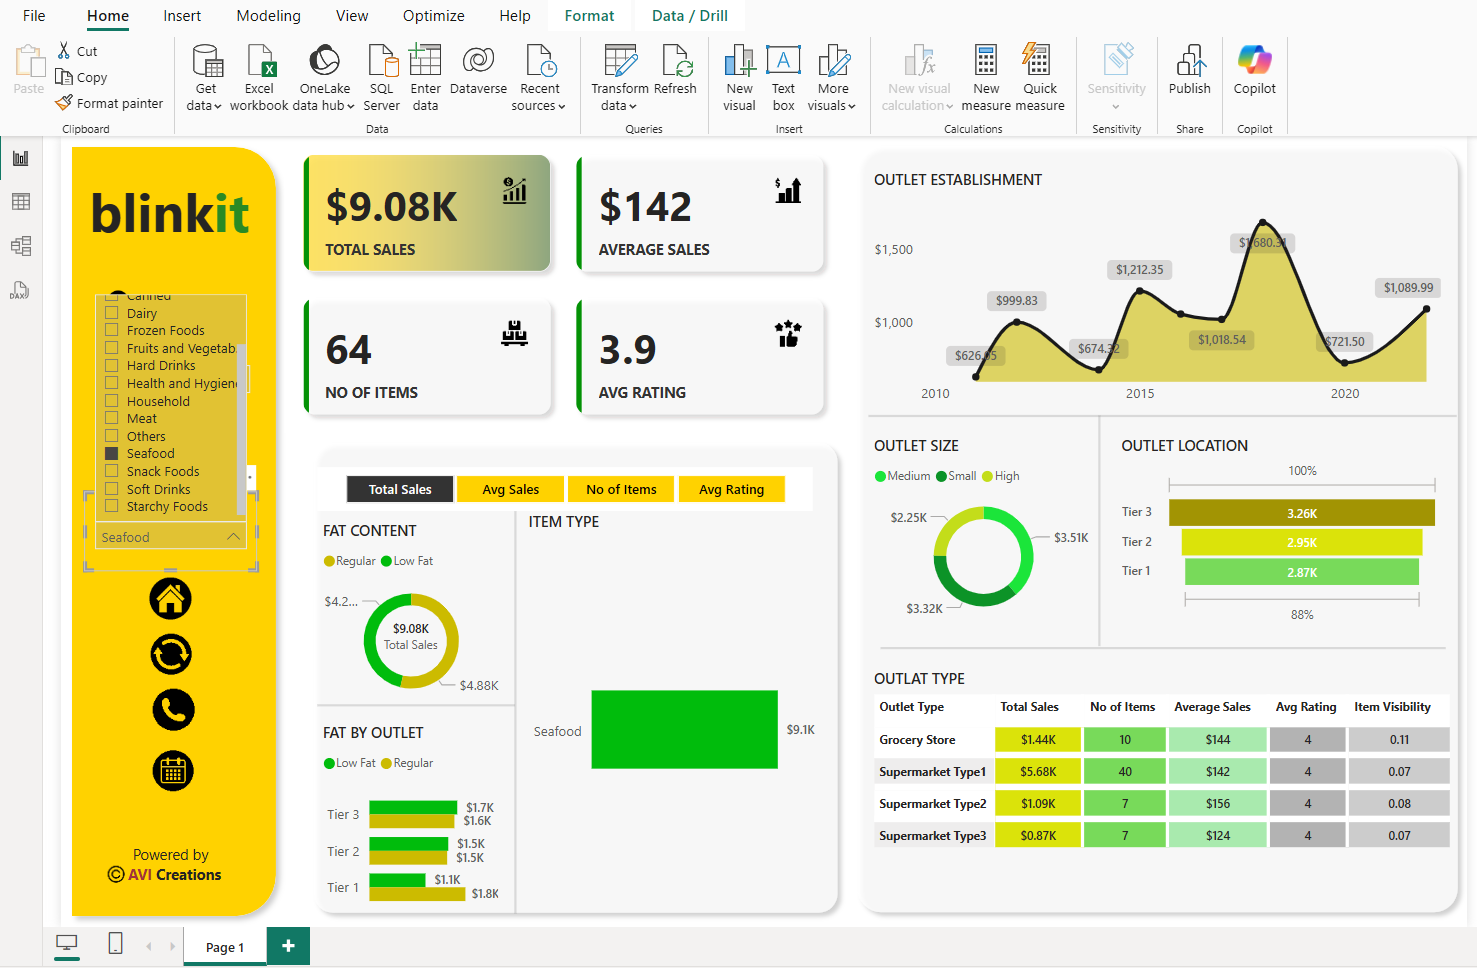 File Home Insert Modeling View Optimize Help Format Data / Drill
Paste
Cut
Copy
Format painter
Clipboard
Get data
Excel workbook
OneLake data hub
SQL Server
Enter data
Dataverse
Recent sources
Data
Transform data
Refresh
Queries
New visual
Text box
More visuals
Insert
New visual calculation
New measure
Quick measure
Calculations
Sensitivity
Sensitivity
Publish
Share
Copilot
Copilot
DAX
blinkit
Canned
Dairy
Frozen Foods
Fruits and Vegetab
Hard Drinks
Health and Hygien
Household
Meat
Others
Seafood
Snack Foods
Soft Drinks
Starchy Foods
Seafood
Powered by
© AVI Creations
$9.08K
TOTAL SALES
$142
AVERAGE SALES
64
NO OF ITEMS
3.9
AVG RATING
Total Sales Avg Sales No of Items Avg Rating
FAT CONTENT
Regular Low Fat
$4.2...
$9.08K
Total Sales
$4.88K
FAT BY OUTLET
Low Fat Regular
Tier 3 $1.7K
$1.6K
Tier 2 $1.5K
$1.5K
Tier 1 $1.1K
$1.8K
ITEM TYPE
Seafood $9.1K
OUTLET ESTABLISHMENT
$1,500
$1,000
$626.05
$999.83
$674.32
$1,212.35
$1,018.54
$1,680.31
$721.50
$1,089.99
2010 2015 2020
OUTLET SIZE
Medium Small High
$2.25K
$3.51K
$3.32K
OUTLET LOCATION
100%
Tier 3 3.26K
Tier 2 2.95K
Tier 1 2.87K
88%
OUTLAT TYPE
Outlet Type Total Sales No of Items Average Sales Avg Rating Item Visibility
Grocery Store $1.44K 10 $144 4 0.11
Supermarket Type1 $5.68K 40 $142 4 0.07
Supermarket Type2 $1.09K 7 $156 4 0.08
Supermarket Type3 $0.87K 7 $124 4 0.07
Page 1